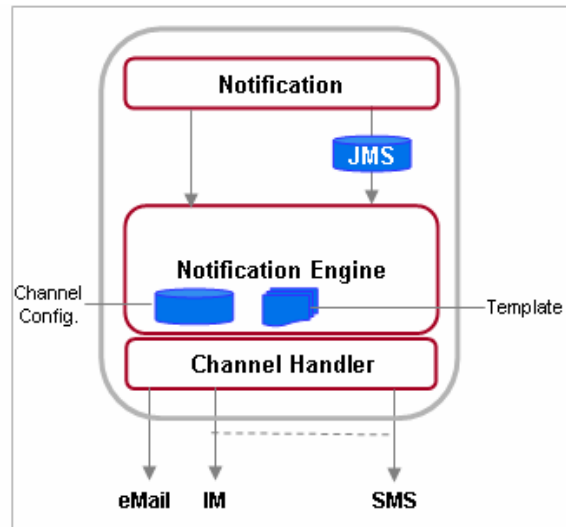 Notification
JMS
Notification Engine
Channel
Config.
Template
Channel Handler
eMail
IM
SMS